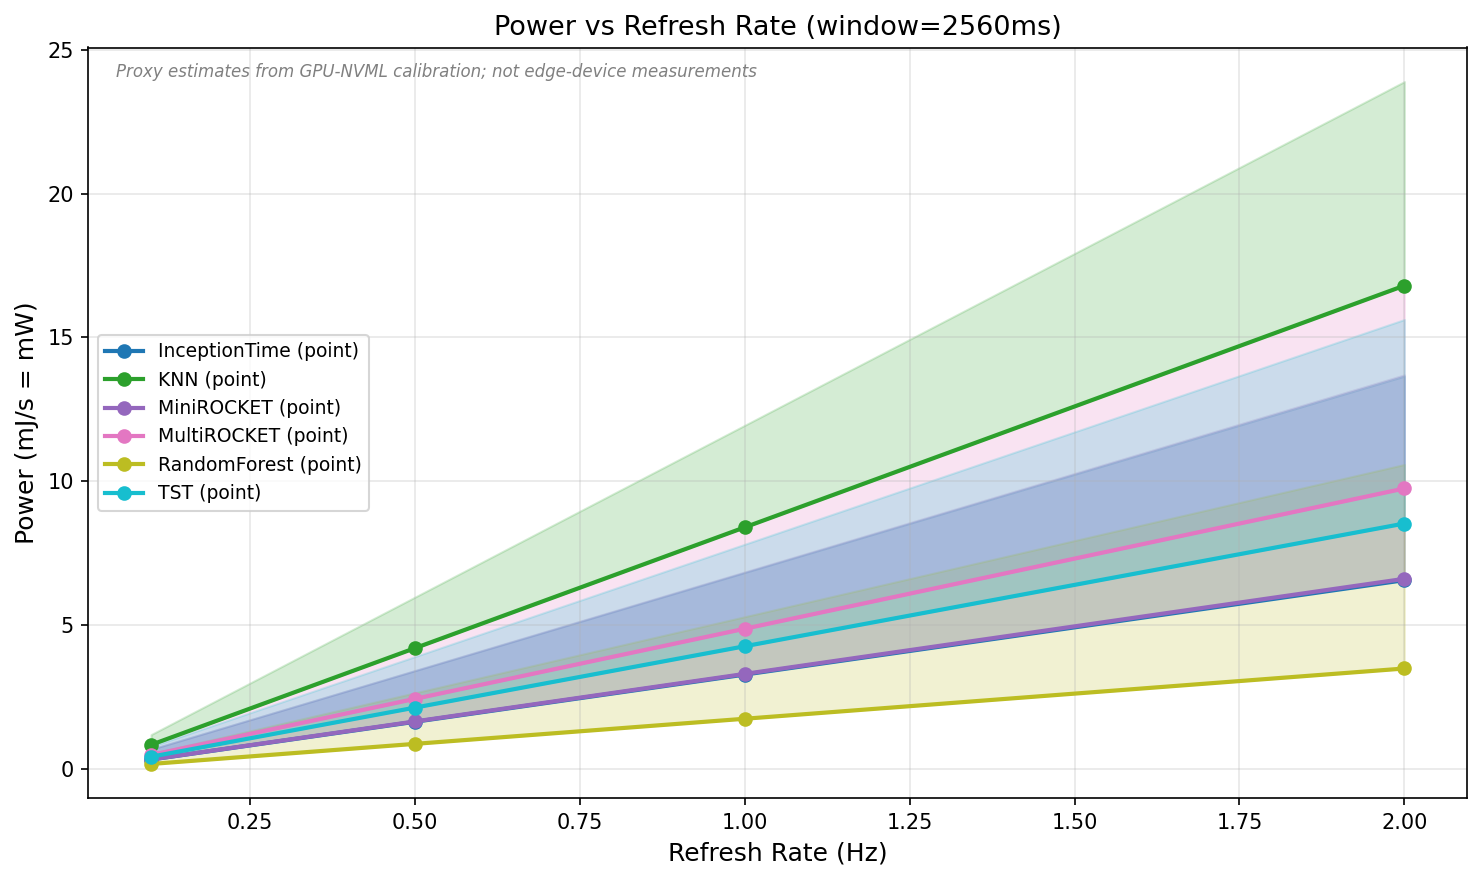 Power vs Refresh Rate (window=2560ms)
Proxy estimates from GPU-NVML calibration; not edge-device measurements
Power (mJ/s = mW)
25
20
15
10
5
0
InceptionTime (point)
KNN (point)
MiniROCKET (point)
MultiROCKET (point)
RandomForest (point)
TST (point)
0.25 0.50 0.75 1.00 1.25 1.50 1.75 2.00
Refresh Rate (Hz)